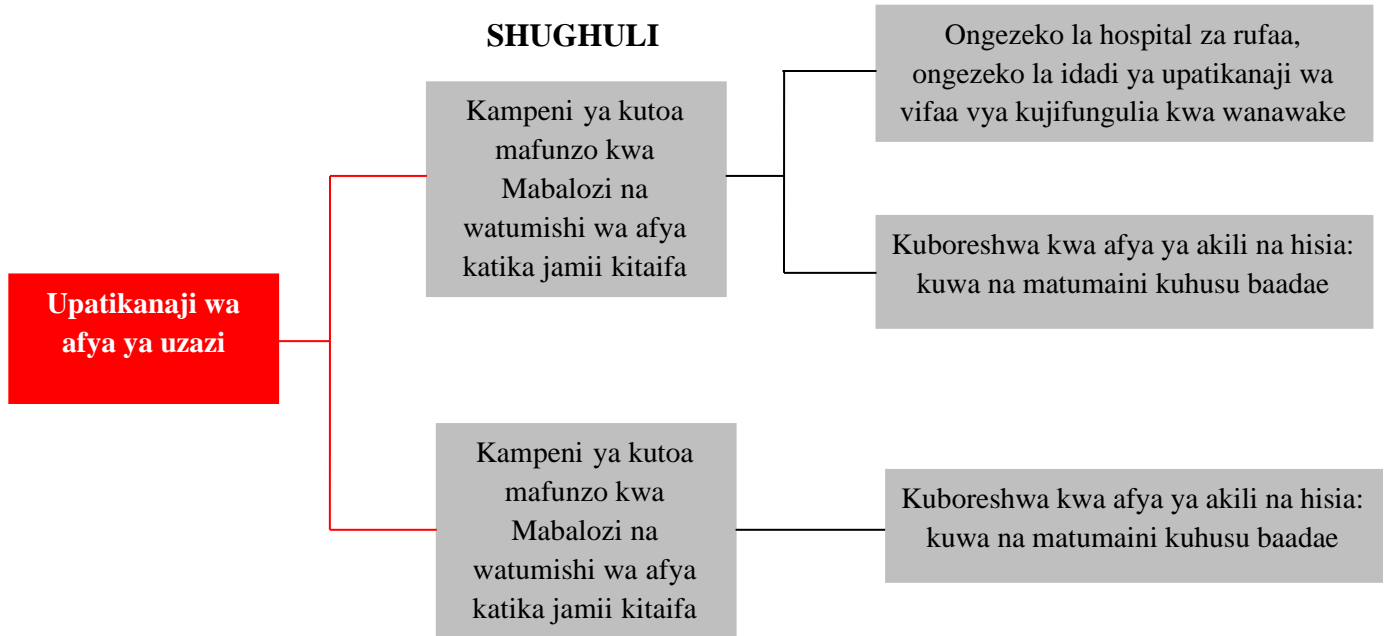 SHUGHULI
Upatikanaji wa
afya ya uzazi
Kampeni ya kutoa
mafunzo kwa
Mabalozi na
watumishi wa afya
katika jamii kitaifa
Ongezeko la hospital za rufaa,
ongezeko la idadi ya upatikanaji wa
vifaa vya kujifungulia kwa wanawake
Kuboreshwa kwa afya ya akili na hisia:
kuwa na matumaini kuhusu baadae
Kampeni ya kutoa
mafunzo kwa
Mabalozi na
watumishi wa afya
katika jamii kitaifa
Kuboreshwa kwa afya ya akili na hisia:
kuwa na matumaini kuhusu baadae